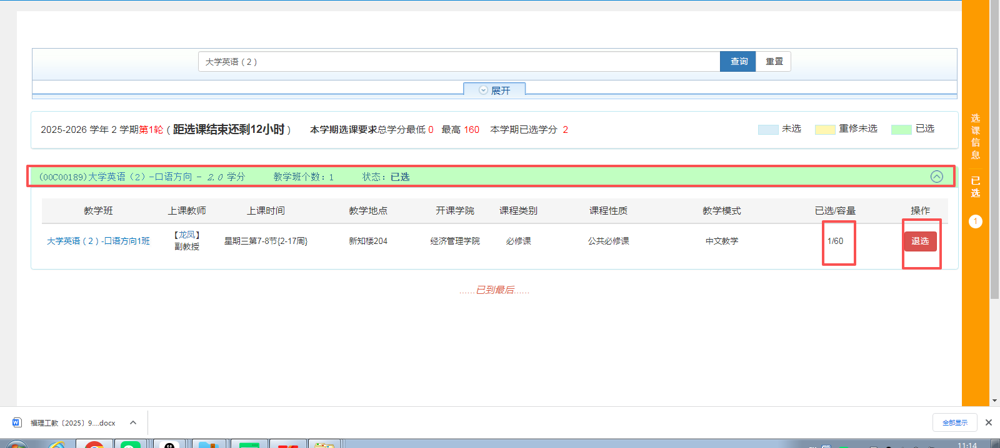 大学英语（2）
查询
重置
展开
2025-2026 学年 2 学期第1轮（距选课结束还剩12小时） 本学期选课要求总学分最低 0 最高 160 本学期已选学分 2
未选 重修未选 已选
(00C00189)大学英语（2）-口语方向 - 2.0 学分 教学班个数：1 状态：已选
教学班 上课教师 上课时间 教学地点 开课学院 课程类别 课程性质 教学模式 已选/容量 操作
大学英语（2）-口语方向1班 【龙凤】 星期三第7-8节{2-17周} 新知楼204 经济管理学院 必修课 公共必修课 中文教学 1/60 退选
副教授
......已到最后......
选课信息
已选
1
福理工教〔2025〕9....docx
全部显示
11:14